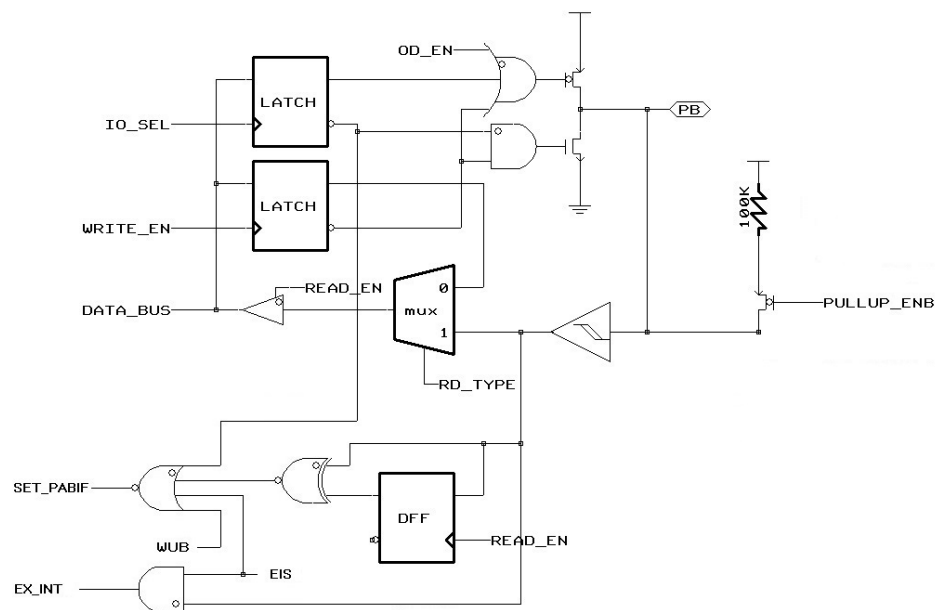 OD_EN
LATCH
IO_SEL
PB
LATCH
WRITE_EN
100K
READ_EN
0
DATA_BUS
mux
PULLUP_ENB
1
RD_TYPE
SET_PABIF
DFF
READ_EN
WUB
EIS
EX_INT